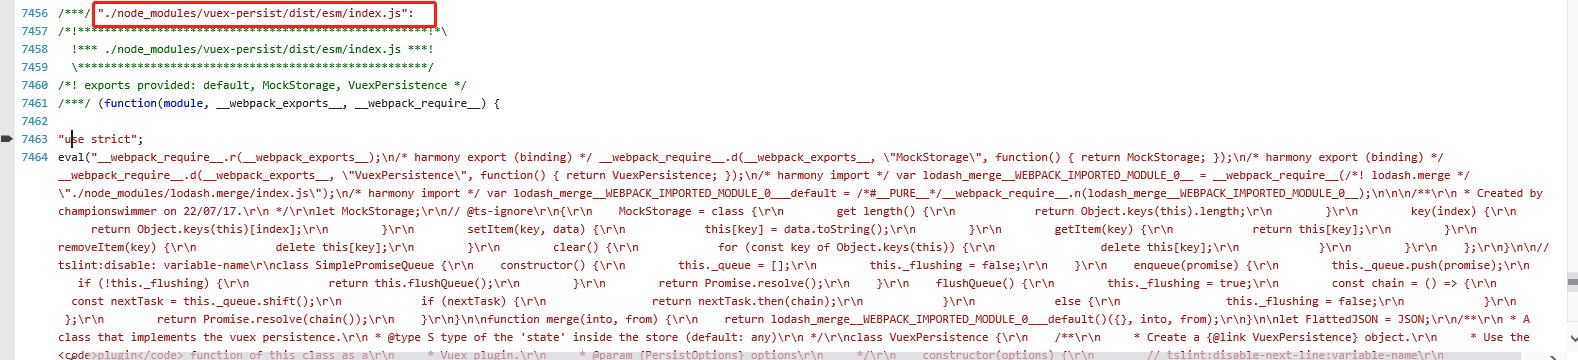 7456 /***/ "./node_modules/vuex-persist/dist/esm/index.js":
7457 /*!*****************************************************!*\
7458   !*** ./node_modules/vuex-persist/dist/esm/index.js ***!
7459   \*****************************************************/
7460 /*! exports provided: default, MockStorage, VuexPersistence */
7461 /***/ (function(module, __webpack_exports__, __webpack_require__) {
7462
7463 "use strict";
7464 eval("__webpack_require__.r(__webpack_exports__);\n/* harmony export (binding) */ __webpack_require__.d(__webpack_exports__, \"MockStorage\", function() { return MockStorage; });\n/* harmony export (binding) */
__webpack_require__.d(__webpack_exports__, \"VuexPersistence\", function() { return VuexPersistence; });\n/* harmony import */ var lodash_merge__WEBPACK_IMPORTED_MODULE_0__ = __webpack_require__(/*! lodash.merge */
\"./node_modules/lodash.merge/index.js\");\n/* harmony import */ var lodash_merge__WEBPACK_IMPORTED_MODULE_0___default = /*#__PURE__*/__webpack_require__.n(lodash_merge__WEBPACK_IMPORTED_MODULE_0__);\n\n\n/**\r\n * Created by
championswimmer on 22/07/17.\r\n */\r\nlet MockStorage;\r\n// @ts-ignore\r\n{\r\n    MockStorage = class {\r\n        get length() {\r\n            return Object.keys(this).length;\r\n        }\r\n        key(index) {\r\n
return Object.keys(this)[index];\r\n        }\r\n        setItem(key, data) {\r\n            this[key] = data.toString();\r\n        }\r\n        getItem(key) {\r\n            return this[key];\r\n        }\r\n
removeItem(key) {\r\n            delete this[key];\r\n        }\r\n        clear() {\r\n            for (const key of Object.keys(this)) {\r\n                delete this[key];\r\n            }\r\n        }\r\n    };\r\n}\n\n//
tslint:disable: variable-name\r\nclass SimplePromiseQueue {\r\n    constructor() {\r\n        this._queue = [];\r\n        this._flushing = false;\r\n    }\r\n    enqueue(promise) {\r\n        this._queue.push(promise);\r\n
if (!this._flushing) {\r\n            return this.flushQueue();\r\n        }\r\n        return Promise.resolve();\r\n    }\r\n    flushQueue() {\r\n        this._flushing = true;\r\n        const chain = () => {\r\n
const nextTask = this._queue.shift();\r\n            if (nextTask) {\r\n                return nextTask.then(chain);\r\n            }\r\n            else {\r\n                this._flushing = false;\r\n            }\r\n
};\r\n        return Promise.resolve(chain());\r\n    }\r\n}\n\nfunction merge(into, from) {\r\n    return lodash_merge__WEBPACK_IMPORTED_MODULE_0___default()({}, into, from);\r\n}\n\nlet FlattedJSON = JSON;\r\n/**\r\n * A
class that implements the vuex persistence.\r\n * @type S type of the 'state' inside the store (default: any)\r\n */\r\nclass VuexPersistence {\r\n    /**\r\n     * Create a {@link VuexPersistence} object.\r\n     * Use the
<code>plugin</code> function of this class as a\r\n     * Vuex plugin.\r\n     * @param {PersistOptions} options\r\n     */\r\n    constructor(options) {\r\n        // tslint:disable-next-line:variable-name\r\n